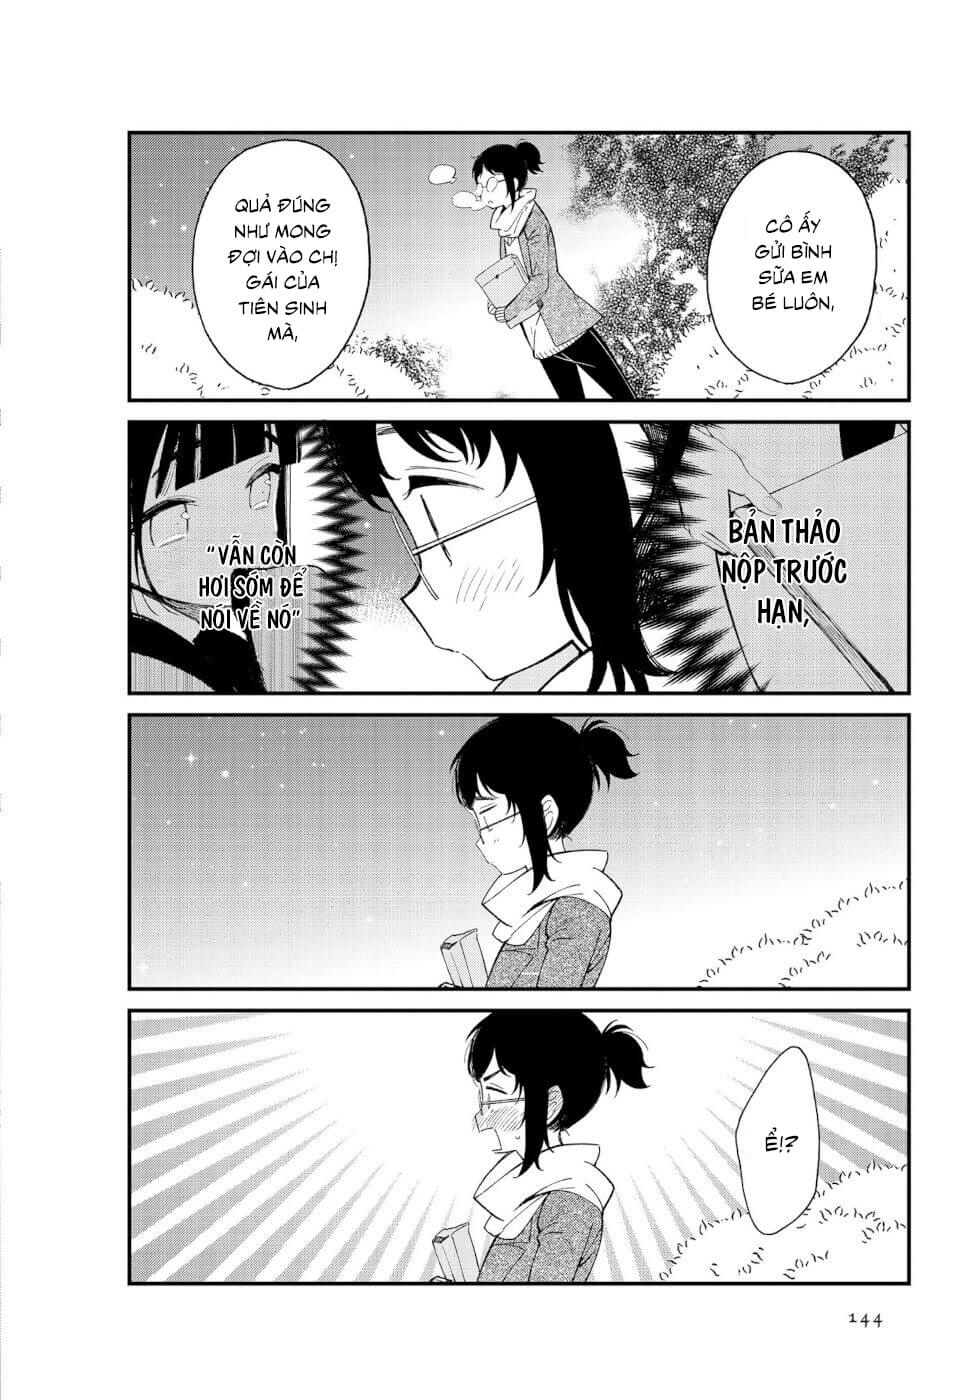 CÔ ẤY
GỬI BÌNH
SỮA EM
BÉ LUÔN,
QUẢ ĐÚNG
NHƯ MONG
ĐỢI VÀO CHỊ
GÁI CỦA
TIÊN SINH
MÀ,
BẢN THẢO
NỘP TRƯỚC
HẠN,
“VẪN CÒN
HƠI SỚM ĐỂ
NÓI VỀ NÓ”
Ể!?
144